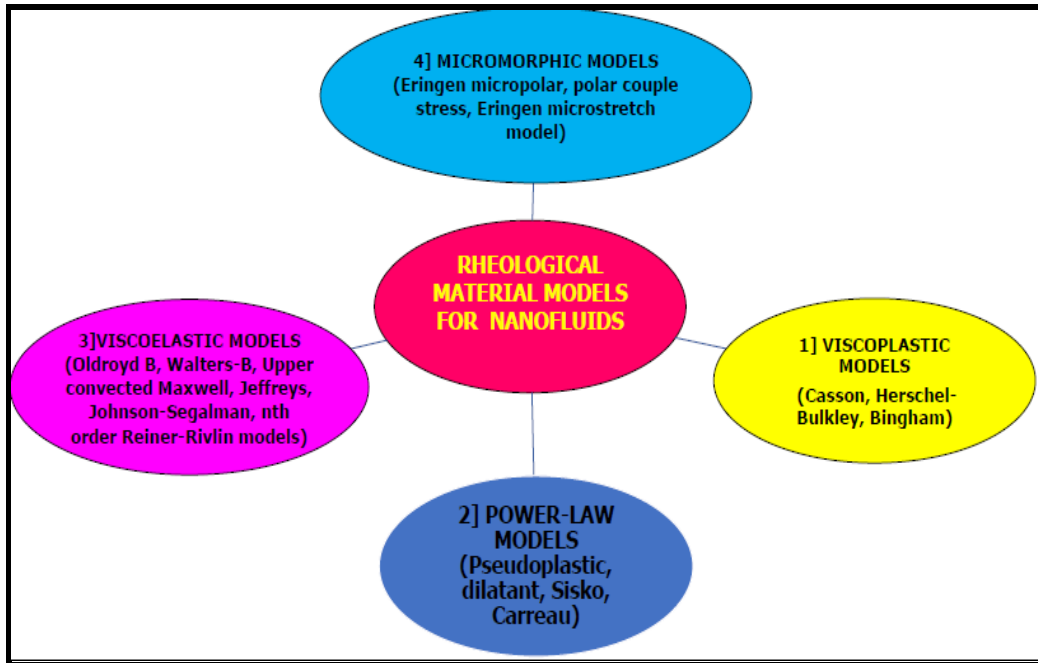 4] MICROMORPHIC MODELS
(Eringen micropolar, polar couple
stress, Eringen microstretch
model)
RHEOLOGICAL
MATERIAL MODELS
FOR NANOFLUIDS
3]VISCOELASTIC MODELS
(Oldroyd B, Walters-B, Upper
convected Maxwell, Jeffreys,
Johnson-Segalman, nth
order Reiner-Rivlin models)
1] VISCOPLASTIC
MODELS
(Casson, Herschel-
Bulkley, Bingham)
2] POWER-LAW
MODELS
(Pseudoplastic,
dilatant, Sisko,
Carreau)